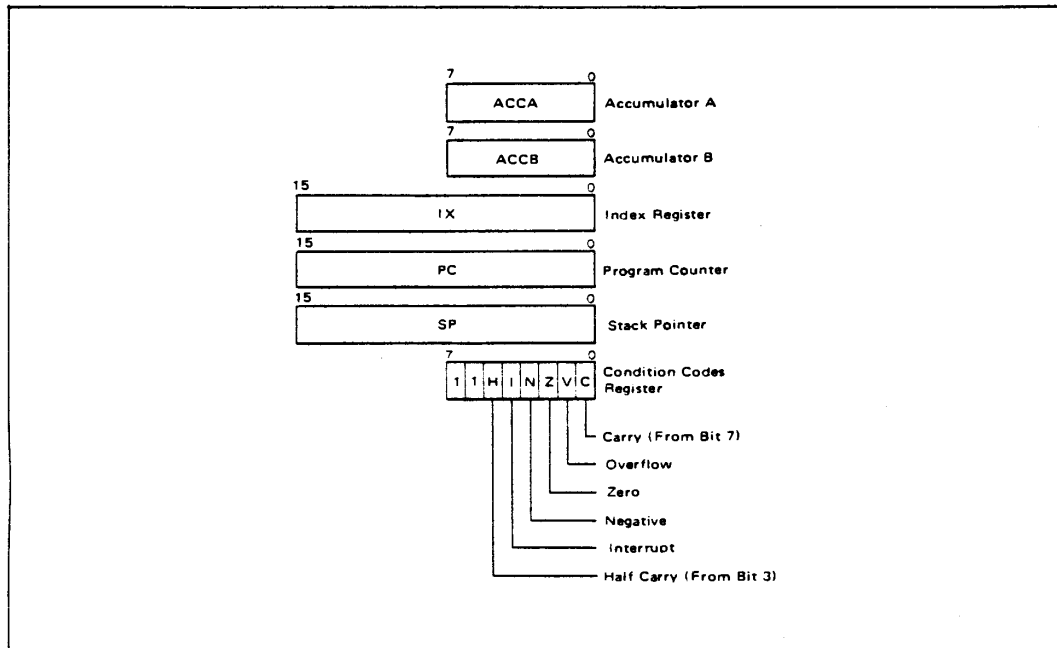 7 0
ACCA Accumulator A
7 0
ACCB Accumulator B
15 0
IX Index Register
15 0
PC Program Counter
15 0
SP Stack Pointer
7 0
1 1 H I N Z V C Condition Codes
Register
Carry (From Bit 7)
Overflow
Zero
Negative
Interrupt
Half Carry (From Bit 3)